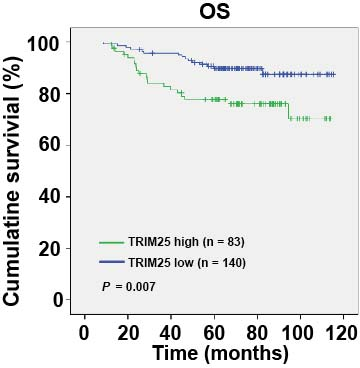 OS
Cumulatine survivial (%)
100
80
60
40
20
0
TRIM25 high (n = 83)
TRIM25 low (n = 140)
P = 0.007
0 20 40 60 80 100 120
Time (months)